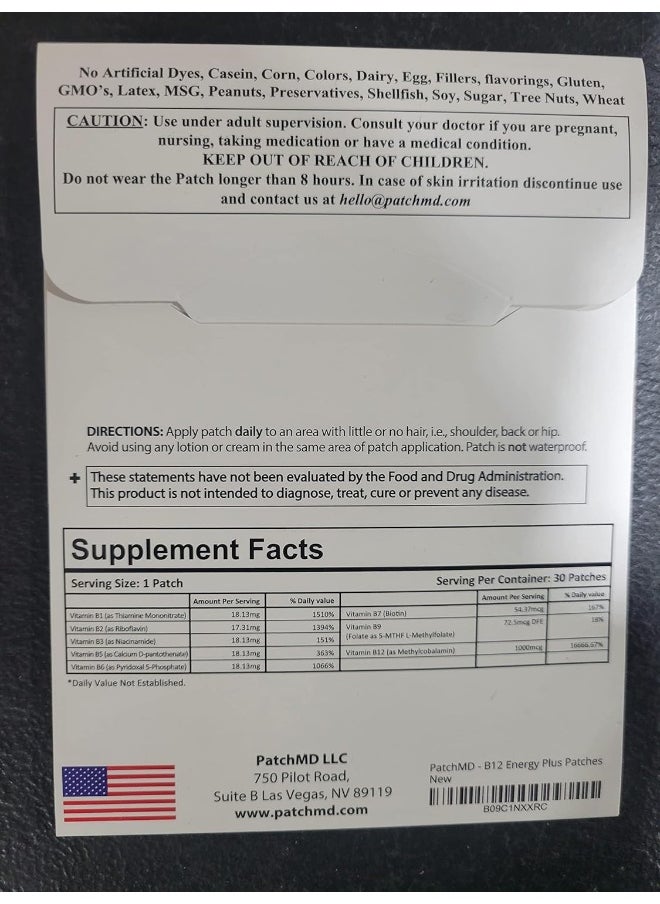 No Artificial Dyes, Casein, Corn, Colors, Dairy, Egg, Fillers, flavorings, Gluten,
GMO's, Latex, MSG, Peanuts, Preservatives, Shellfish, Soy, Sugar, Tree Nuts, Wheat
CAUTION: Use under adult supervision. Consult your doctor if you are pregnant,
nursing, taking medication or have a medical condition.
KEEP OUT OF REACH OF CHILDREN.
Do not wear the Patch longer than 8 hours. In case of skin irritation discontinue use
and contact us at hello@patchmd.com
DIRECTIONS: Apply patch daily to an area with little or no hair, i.e., shoulder, back or hip.
Avoid using any lotion or cream in the same area of patch application. Patch is not waterproof.
+ These statements have not been evaluated by the Food and Drug Administration.
This product is not intended to diagnose, treat, cure or prevent any disease.
Supplement Facts
Serving Size: 1 Patch Serving Per Container: 30 Patches
Amount Per Serving % Daily value Amount Per Serving % Daily value
Vitamin B1 (as Thiamine Mononitrate) 18.13mg 1510% Vitamin B7 (Biotin) 54.37mcg 167%
Vitamin B2 (as Riboflavin) 17.31mg 1394% Vitamin B9 72.5mcg DFE 18%
Vitamin B3 (as Niacinamide) 18.13mg 151% (Folate as 5-MTHF L-Methylfolate)
Vitamin B5 (as Calcium D-pantothenate) 18.13mg 363% Vitamin B12 (as Methylcobalamin) 1000mcg 16666.67%
Vitamin B6 (as Pyridoxal 5-Phosphate) 18.13mg 1066%
*Daily Value Not Established.
PatchMD LLC
750 Pilot Road,
Suite B Las Vegas, NV 89119
www.patchmd.com
PatchMD - B12 Energy Plus Patches
New
B09C1NXXRC